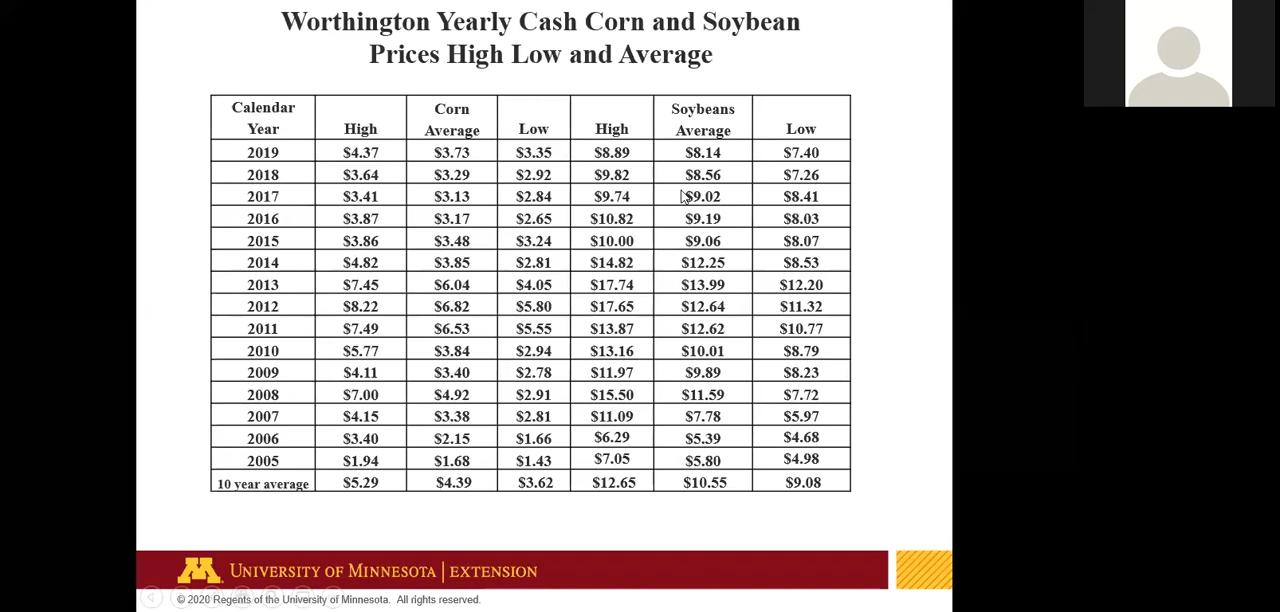 Worthington Yearly Cash Corn and Soybean
Prices High Low and Average
Calendar Year High Corn Average Low High Soybeans Average Low
2019 $4.37 $3.73 $3.35 $8.89 $8.14 $7.40
2018 $3.64 $3.29 $2.92 $9.82 $8.56 $7.26
2017 $3.41 $3.13 $2.84 $9.74 $9.02 $8.41
2016 $3.87 $3.17 $2.65 $10.82 $9.19 $8.03
2015 $3.86 $3.48 $3.24 $10.00 $9.06 $8.07
2014 $4.82 $3.85 $2.81 $14.82 $12.25 $8.53
2013 $7.45 $6.04 $4.05 $17.74 $13.99 $12.20
2012 $8.22 $6.82 $5.80 $17.65 $12.64 $11.32
2011 $7.49 $6.53 $5.55 $13.87 $12.62 $10.77
2010 $5.77 $3.84 $2.94 $13.16 $10.01 $8.79
2009 $4.11 $3.40 $2.78 $11.97 $9.89 $8.23
2008 $7.00 $4.92 $2.91 $15.50 $11.59 $7.72
2007 $4.15 $3.38 $2.81 $11.09 $7.78 $5.97
2006 $3.40 $2.15 $1.66 $6.29 $5.39 $4.68
2005 $1.94 $1.68 $1.43 $7.05 $5.80 $4.98
10 year average $5.29 $4.39 $3.62 $12.65 $10.55 $9.08
M UNIVERSITY OF MINNESOTA | EXTENSION
© 2020 Regents of the University of Minnesota. All rights reserved.